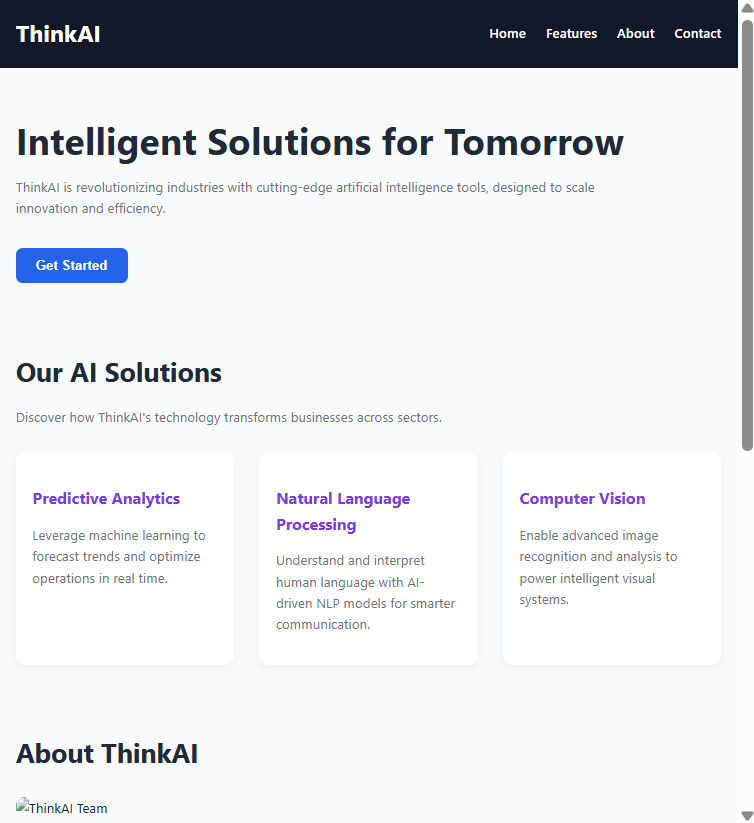 ThinkAI
Home Features About Contact
Intelligent Solutions for Tomorrow
ThinkAI is revolutionizing industries with cutting-edge artificial intelligence tools, designed to scale
innovation and efficiency.
Get Started
Our AI Solutions
Discover how ThinkAI's technology transforms businesses across sectors.
Predictive Analytics
Leverage machine learning to
forecast trends and optimize
operations in real time.
Natural Language
Processing
Understand and interpret
human language with AI-
driven NLP models for smarter
communication.
Computer Vision
Enable advanced image
recognition and analysis to
power intelligent visual
systems.
About ThinkAI
ThinkAI Team